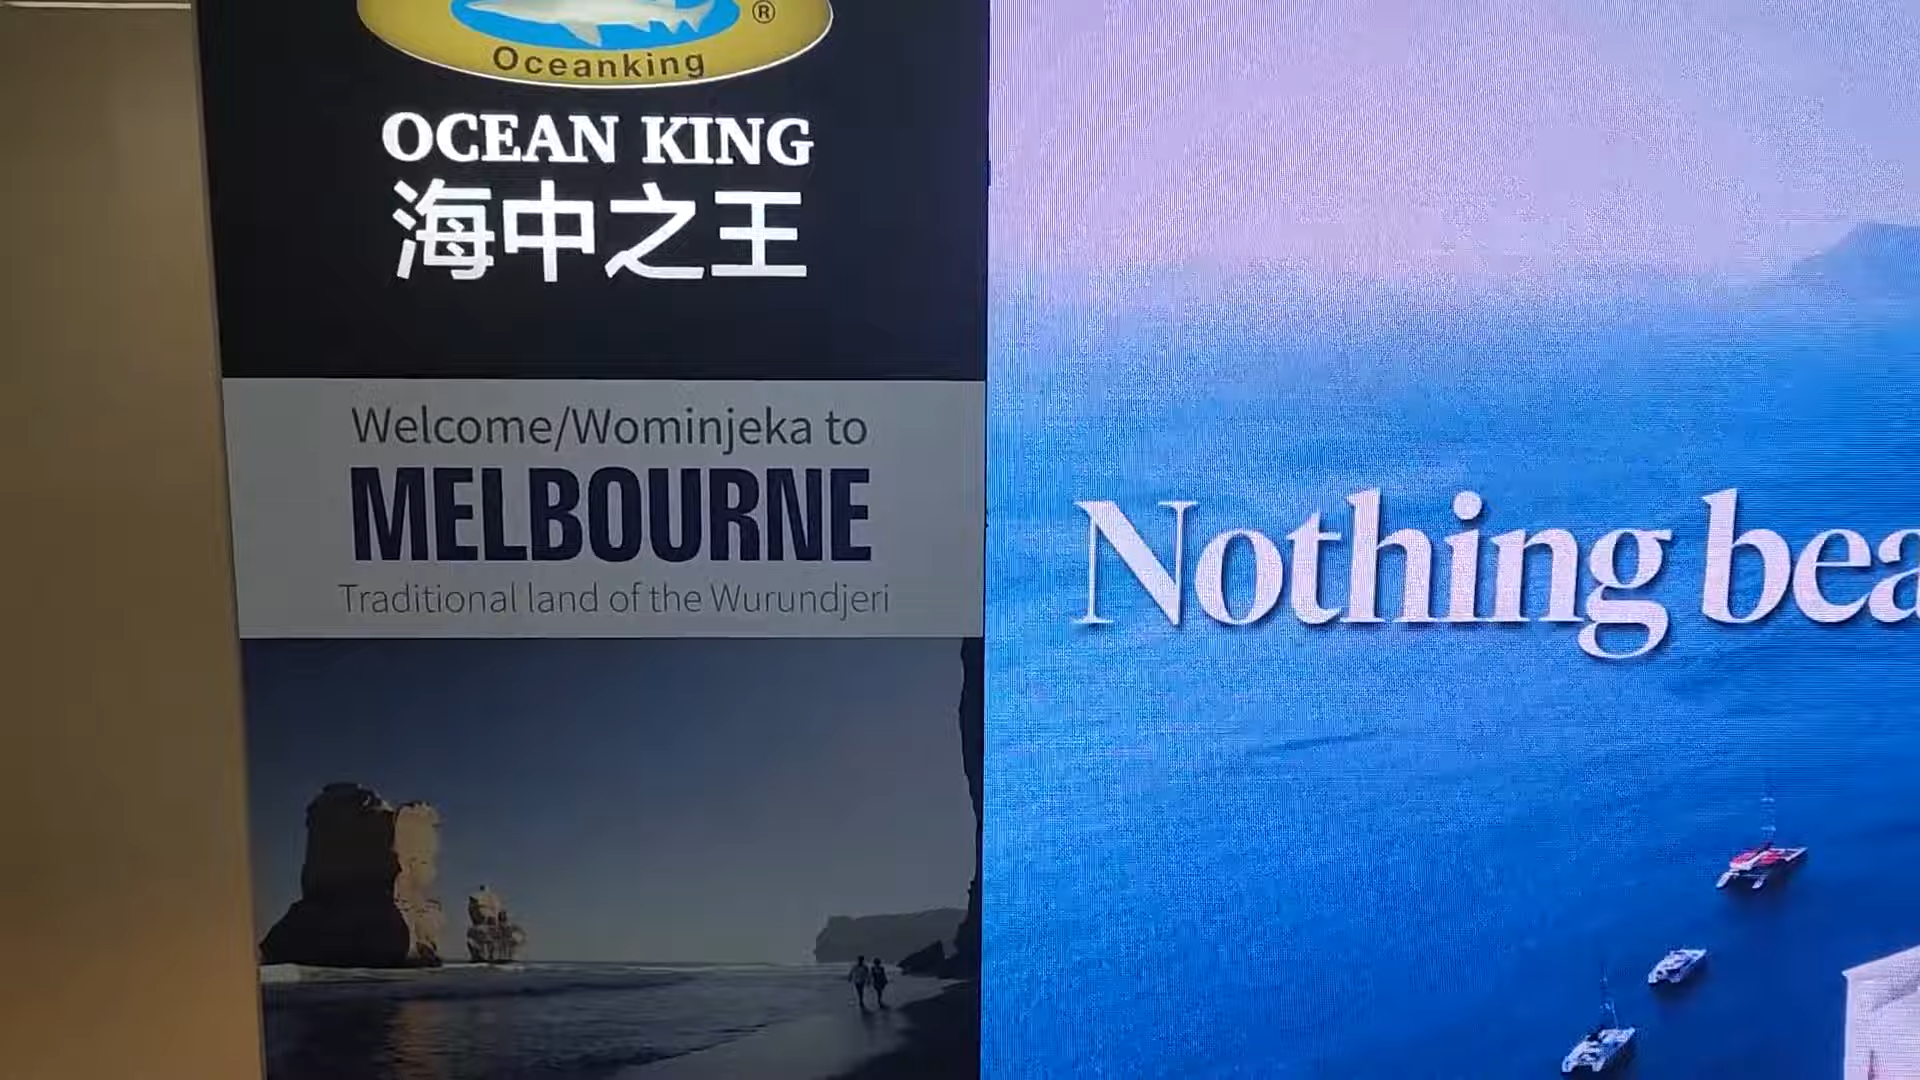 ®
Oceanking
OCEAN KING
海中之王
Welcome/Wominjeka to
MELBOURNE
Traditional land of the Wurundjeri
Nothing bea